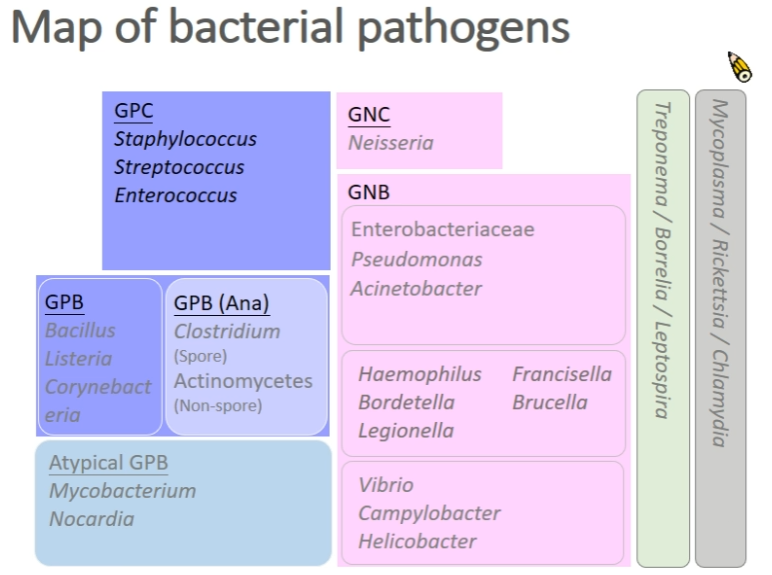 Map of bacterial pathogens
GPC
Staphylococcus
Streptococcus
Enterococcus
GNC
Neisseria
GNB
Enterobacteriaceae
Pseudomonas
Acinetobacter
GPB
Bacillus
Listeria
Corynebact
eria
GPB (Ana)
Clostridium
(Spore)
Actinomycetes
(Non-spore)
Haemophilus Francisella
Bordetella Brucella
Legionella
Atypical GPB
Mycobacterium
Nocardia
Vibrio
Campylobacter
Helicobacter
Treponema / Borrelia / Leptospira
Mycoplasma / Rickettsia / Chlamydia